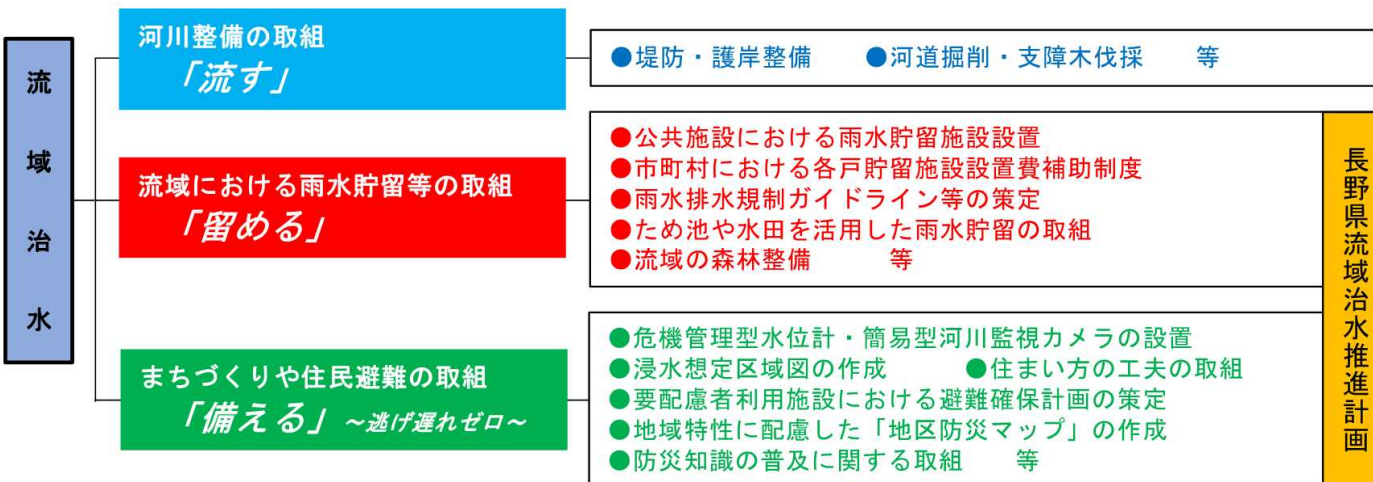 流域治水
河川整備の取組
「流す」
●堤防・護岸整備　●河道掘削・支障木伐採　等
流域における雨水貯留等の取組
「留める」
●公共施設における雨水貯留施設設置
●市町村における各戸貯留施設設置費補助制度
●雨水排水規制ガイドライン等の策定
●ため池や水田を活用した雨水貯留の取組
●流域の森林整備　等
まちづくりや住民避難の取組
「備える」～逃げ遅れゼロ～
●危機管理型水位計・簡易型河川監視カメラの設置
●浸水想定区域図の作成　●住まい方の工夫の取組
●要配慮者利用施設における避難確保計画の策定
●地域特性に配慮した「地区防災マップ」の作成
●防災知識の普及に関する取組　等
長野県流域治水推進計画